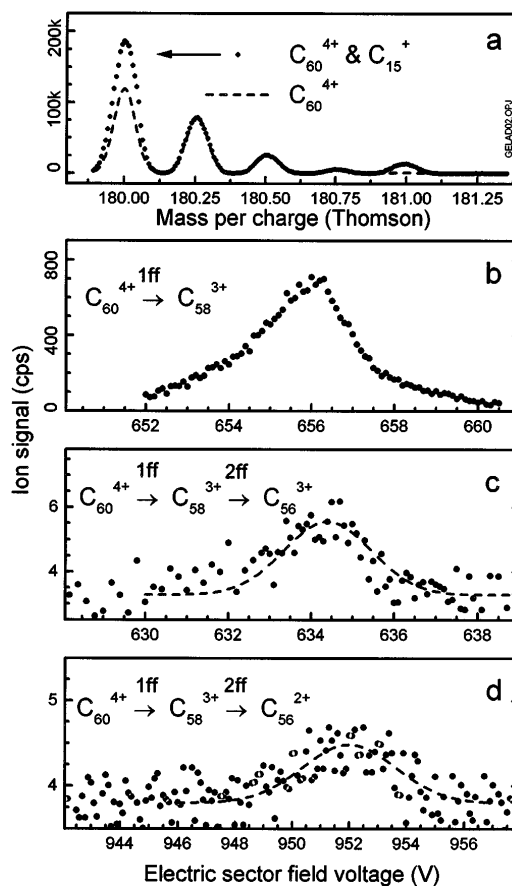 200k
100k
0
a
C60 4+ & C15 +
C60 4+
GELAD02.OPJ
180.00 180.25 180.50 180.75 181.00 181.25
Mass per charge (Thomson)
Ion signal (cps)
800
400
0
b
1ff
C60 4+ → C58 3+
652 654 656 658 660
6
4
c
1ff 2ff
C60 4+ → C58 3+ → C56 3+
630 632 634 636 638
5
4
d
1ff 2ff
C60 4+ → C58 3+ → C56 2+
944 946 948 950 952 954 956
Electric sector field voltage (V)